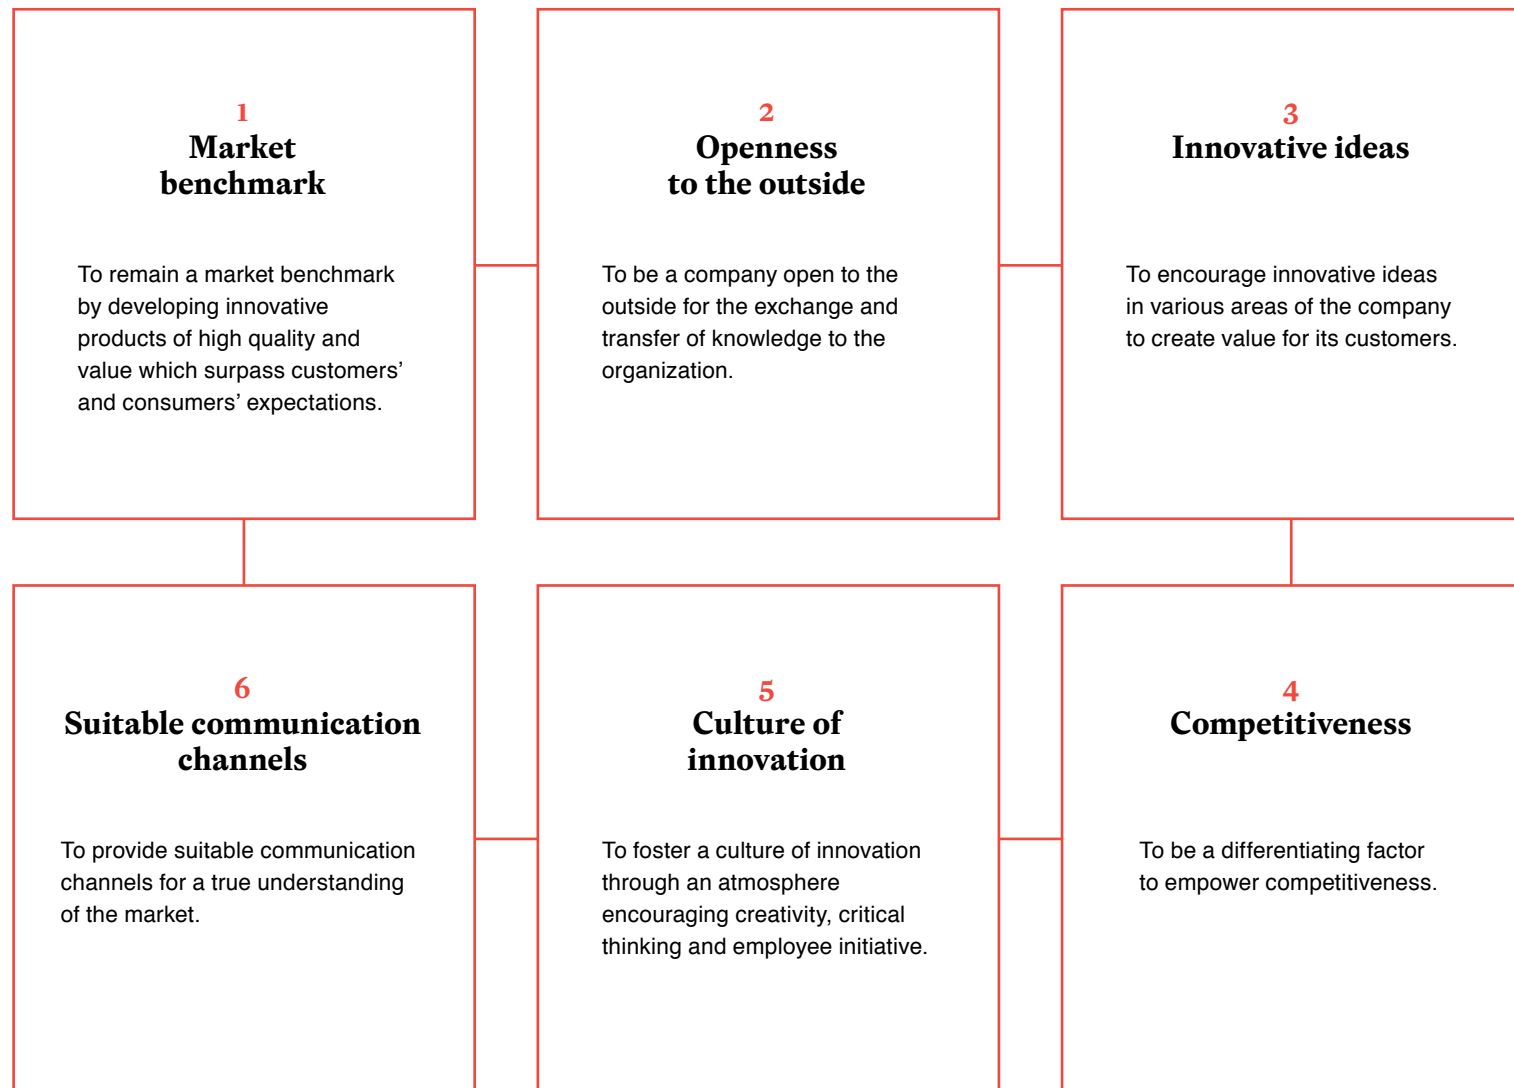 1
Market
benchmark
To remain a market benchmark
by developing innovative
products of high quality and
value which surpass customers’
and consumers’ expectations.
2
Openness
to the outside
To be a company open to the
outside for the exchange and
transfer of knowledge to the
organization.
3
Innovative ideas
To encourage innovative ideas
in various areas of the company
to create value for its customers.
4
Competitiveness
To be a differentiating factor
to empower competitiveness.
5
Culture of
innovation
To foster a culture of innovation
through an atmosphere
encouraging creativity, critical
thinking and employee initiative.
6
Suitable communication
channels
To provide suitable communication
channels for a true understanding
of the market.